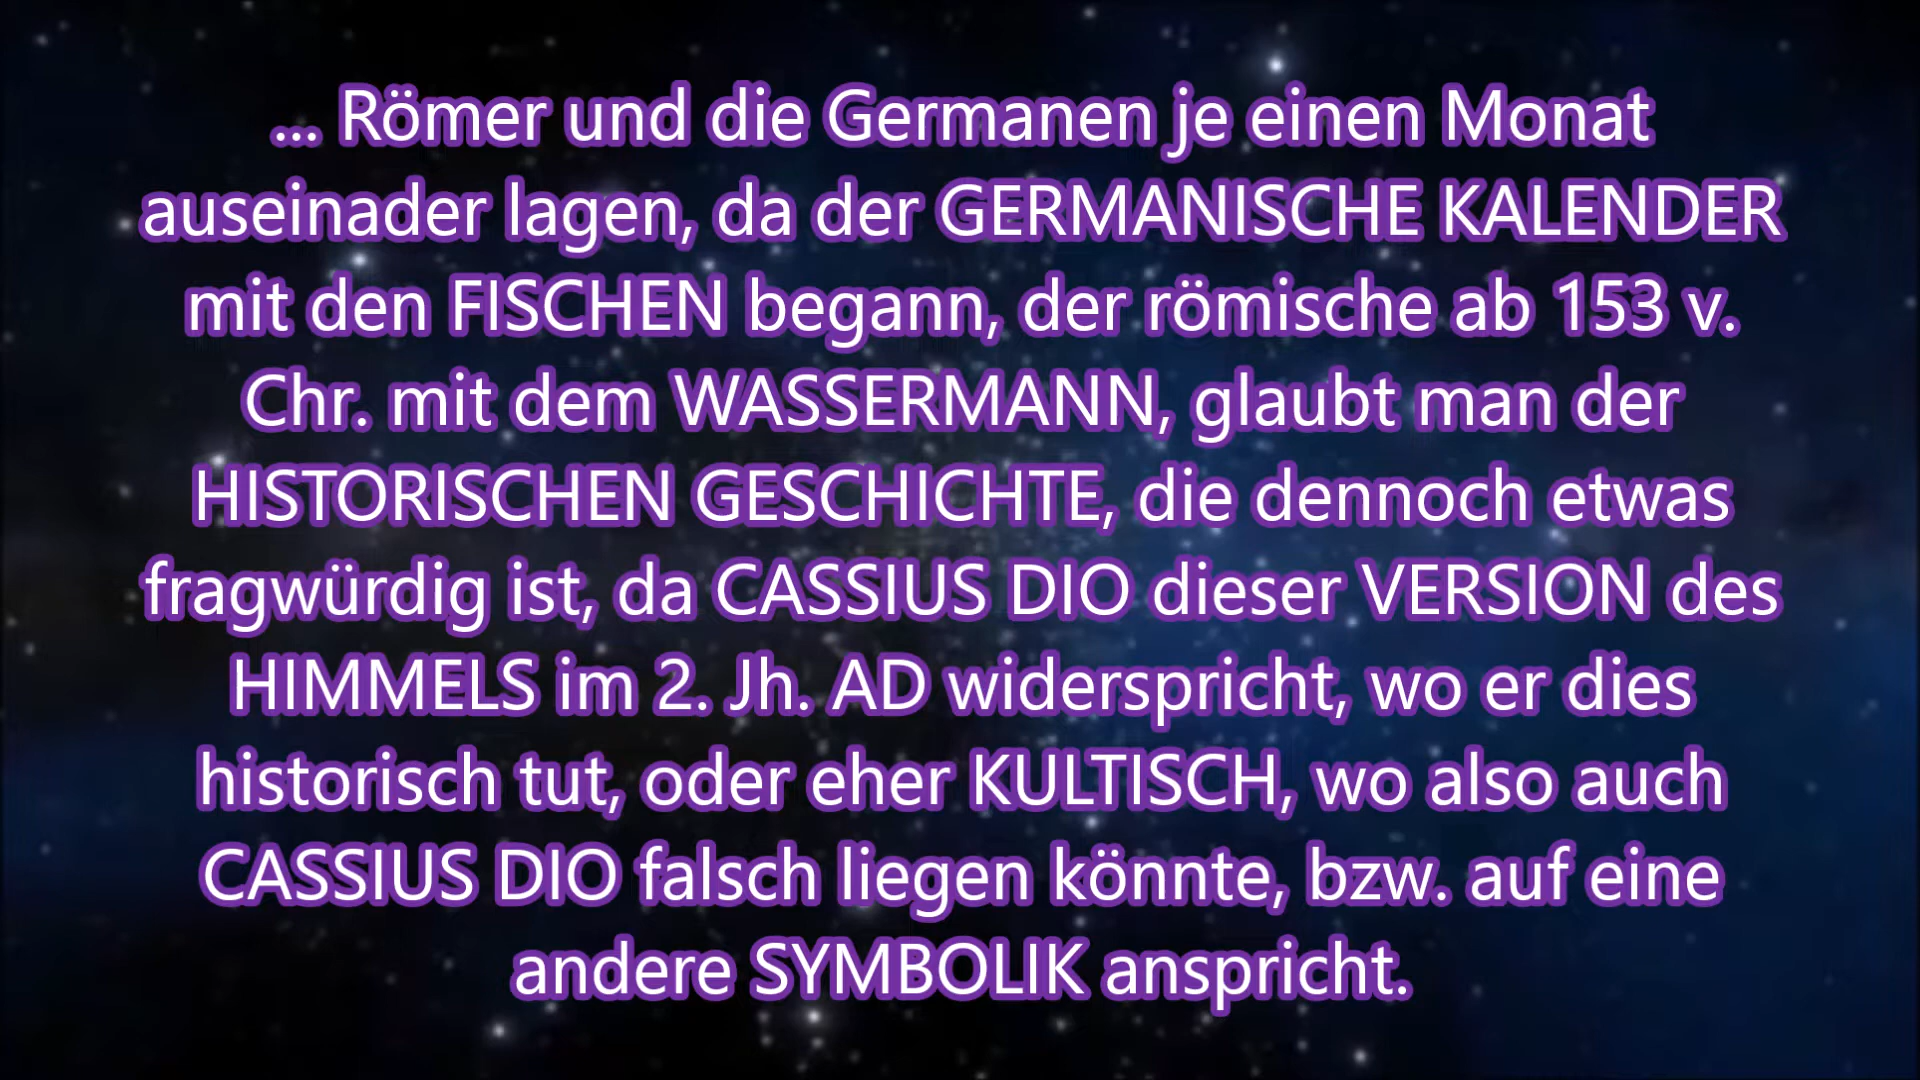 ... Römer und die Germanen je einen Monat
auseinader lagen, da der GERMANISCHE KALENDER
mit den FISCHEN begann, der römische ab 153 v.
Chr. mit dem WASSERMANN, glaubt man der
HISTORISCHEN GESCHICHTE, die dennoch etwas
fragwürdig ist, da CASSIUS DIO dieser VERSION des
HIMMELS im 2. Jh. AD widerspricht, wo er dies
historisch tut, oder eher KULTISCH, wo also auch
CASSIUS DIO falsch liegen könnte, bzw. auf eine
andere SYMBOLIK anspricht.